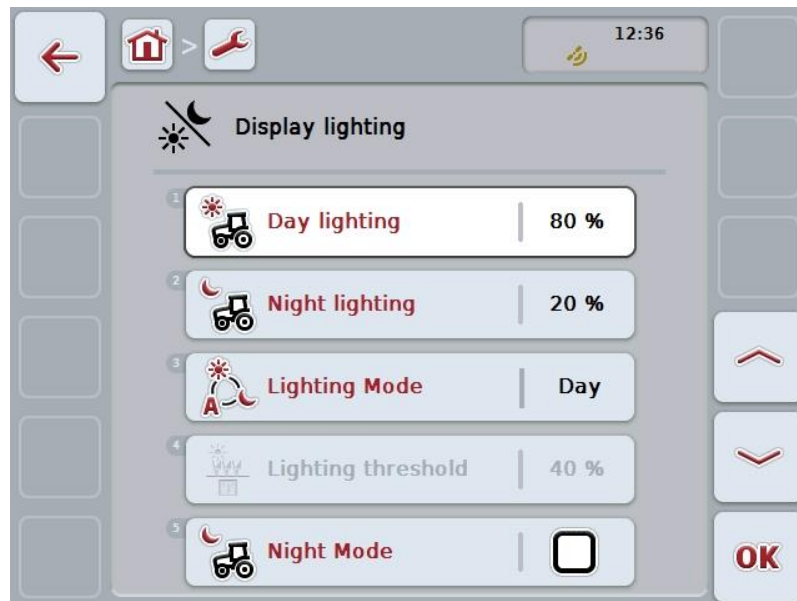 12:36
Display lighting
1
Day lighting 80 %
2
Night lighting 20 %
3
A
Lighting Mode Day
4
Lighting threshold 40 %
5
Night Mode
OK